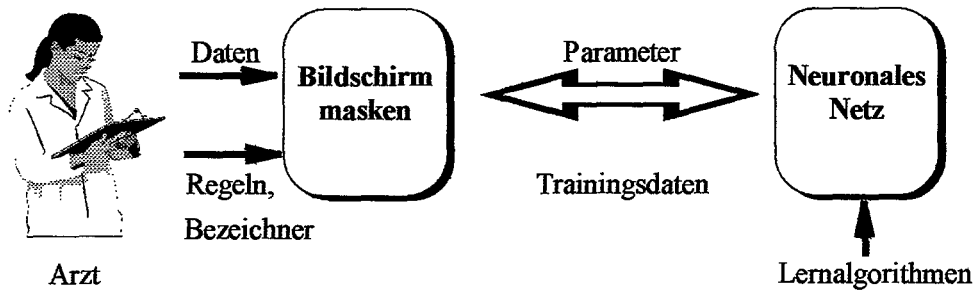 Daten
Regeln,
Bezeichner
Arzt
Bildschirm
masken
Parameter
Trainingsdaten
Neuronales
Netz
Lernalgorithmen